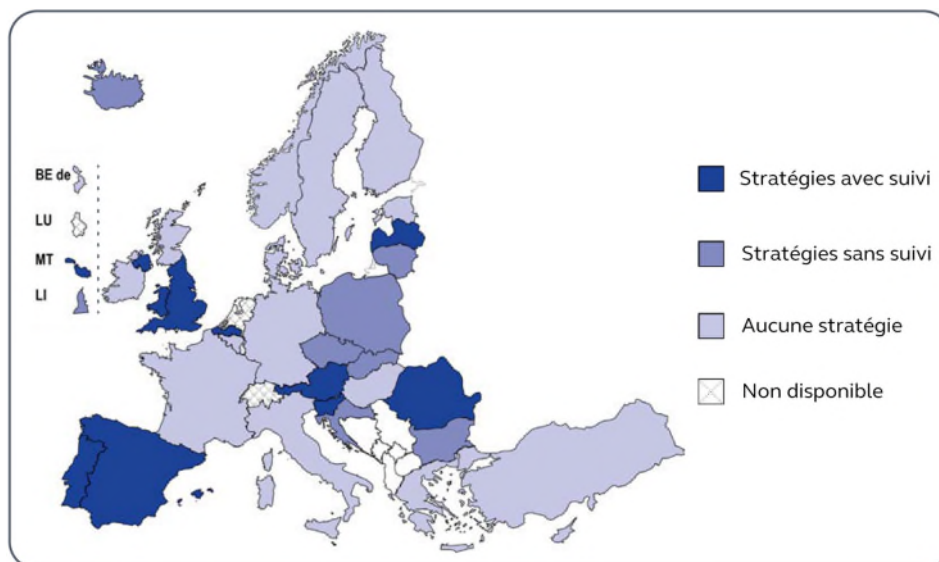 BE de
LU
MT
LI
Stratégies avec suivi
Stratégies sans suivi
Aucune stratégie
Non disponible